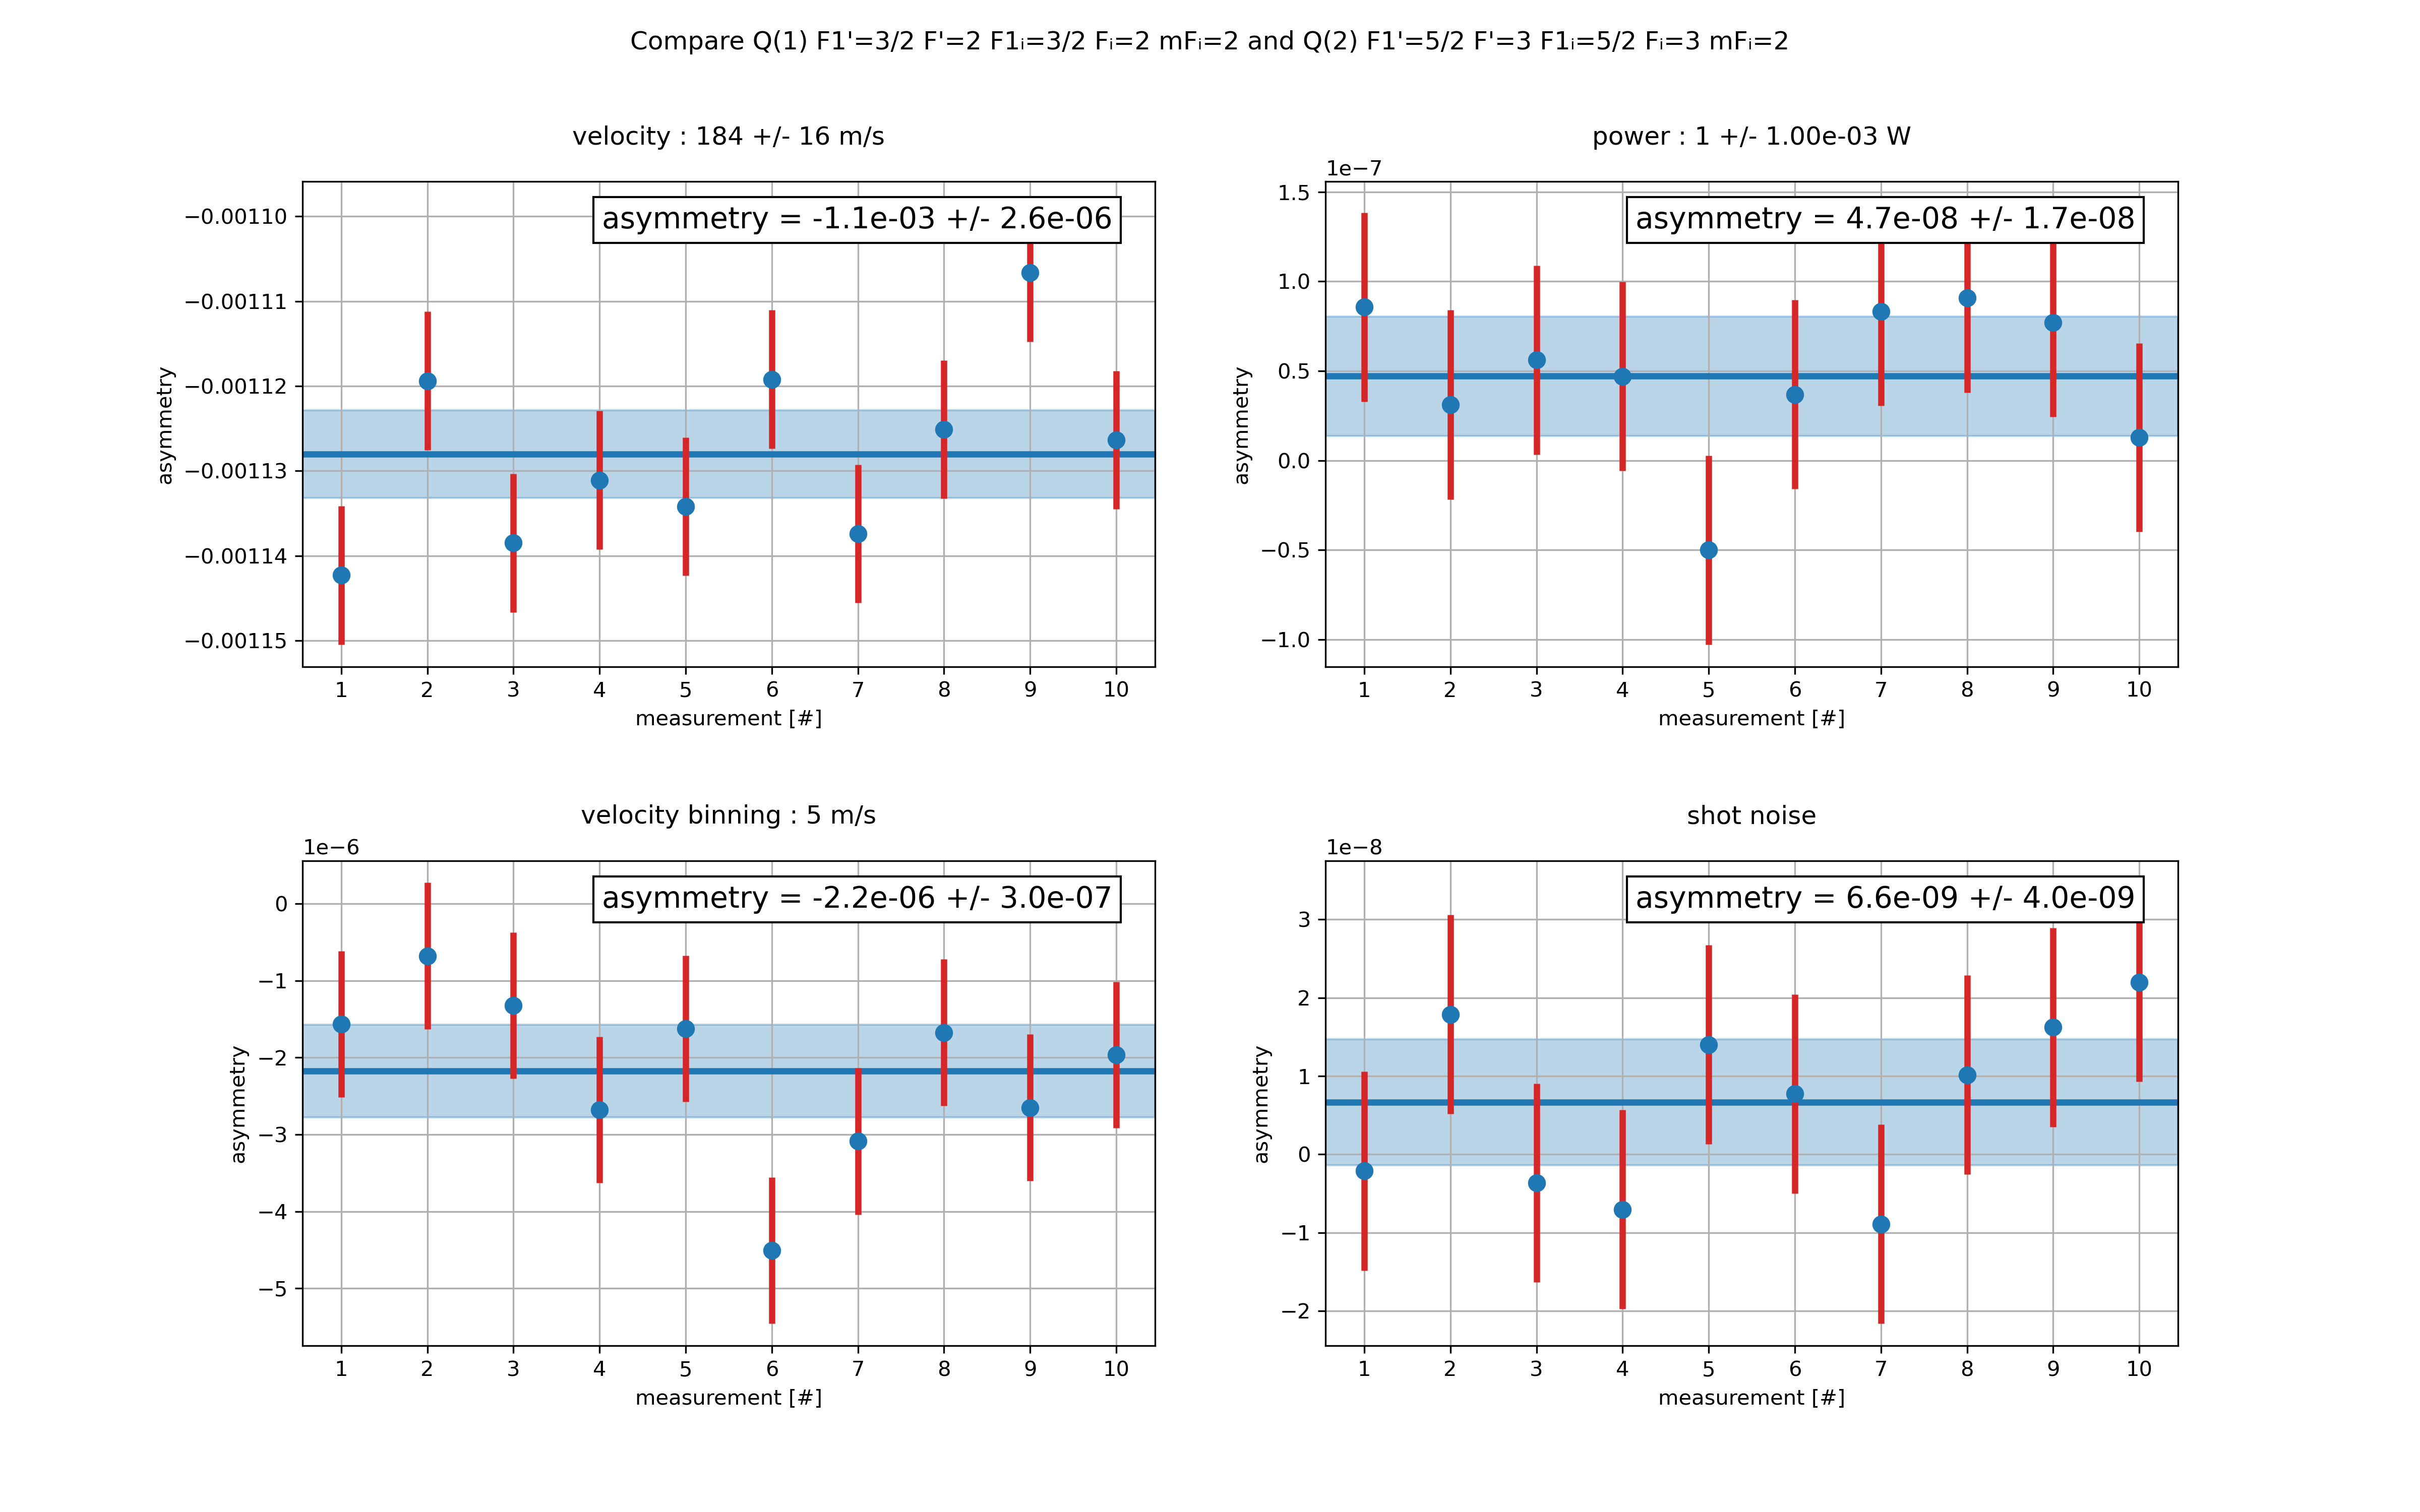 Compare Q(1) F1'=3/2 F'=2 F1ᵢ=3/2 Fᵢ=2 mFᵢ=2 and Q(2) F1'=5/2 F'=3 F1ᵢ=5/2 Fᵢ=3 mFᵢ=2
velocity : 184 +/- 16 m/s
asymmetry = -1.1e-03 +/- 2.6e-06
−0.00110
−0.00111
−0.00112
−0.00113
−0.00114
−0.00115
asymmetry
1 2 3 4 5 6 7 8 9 10
measurement [#]
power : 1 +/- 1.00e-03 W
1e−7
asymmetry = 4.7e-08 +/- 1.7e-08
1.5
1.0
0.5
0.0
−0.5
−1.0
asymmetry
1 2 3 4 5 6 7 8 9 10
measurement [#]
velocity binning : 5 m/s
1e−6
asymmetry = -2.2e-06 +/- 3.0e-07
0
−1
−2
−3
−4
−5
asymmetry
1 2 3 4 5 6 7 8 9 10
measurement [#]
shot noise
1e−8
asymmetry = 6.6e-09 +/- 4.0e-09
3
2
1
0
−1
−2
asymmetry
1 2 3 4 5 6 7 8 9 10
measurement [#]